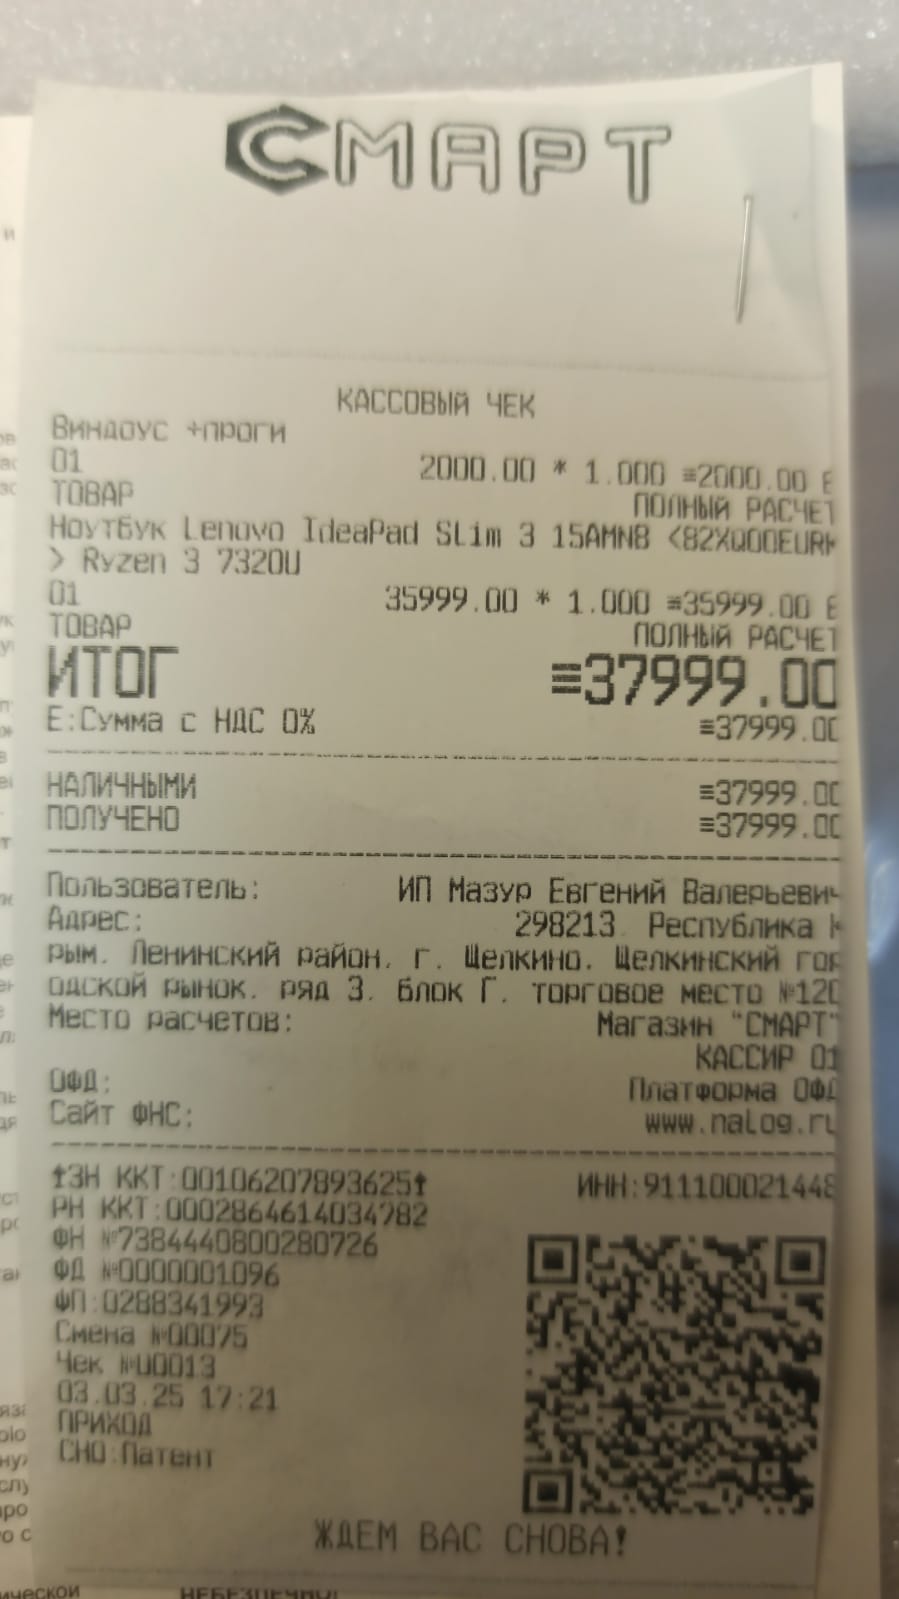 СМАРТ
КАССОВЫЙ ЧЕК
Виндоус +проги
01 2000.00 * 1.000 ≡2000.00 Е
ТОВАР ПОЛНЫЙ РАСЧЕТ
Ноутбук Lenovo IdeaPad Slim 3 15AMN8 <82XQ00EURK
> Ryzen 3 7320U
01 35999.00 * 1.000 ≡35999.00 Е
ТОВАР ПОЛНЫЙ РАСЧЕТ
ИТОГ ≡37999.00
Е:Сумма с НДС 0% ≡37999.00
НАЛИЧНЫМИ ≡37999.00
ПОЛУЧЕНО ≡37999.00
Пользователь: ИП Мазур Евгений Валерьевич
Адрес: 298213. Республика К
рым. Ленинский район. г. Щелкино. Щелкинский гор
одской рынок. ряд 3. блок Г. торговое место №120
Место расчетов: Магазин "СМАРТ"
КАССИР 01
ОФД: Платформа ОФД
Сайт ФНС: www.nalog.ru
↑ЗН ККТ:00106207893625↑ ИНН:911100021448
РН ККТ:0002864614034782
ФН №7384440800280726
ФД №0000001096
ФП:0288341993
Смена №00075
Чек №00013
03.03.25 17:21
ПРИХОД
СНО:Патент
ЖДЕМ ВАС СНОВА!